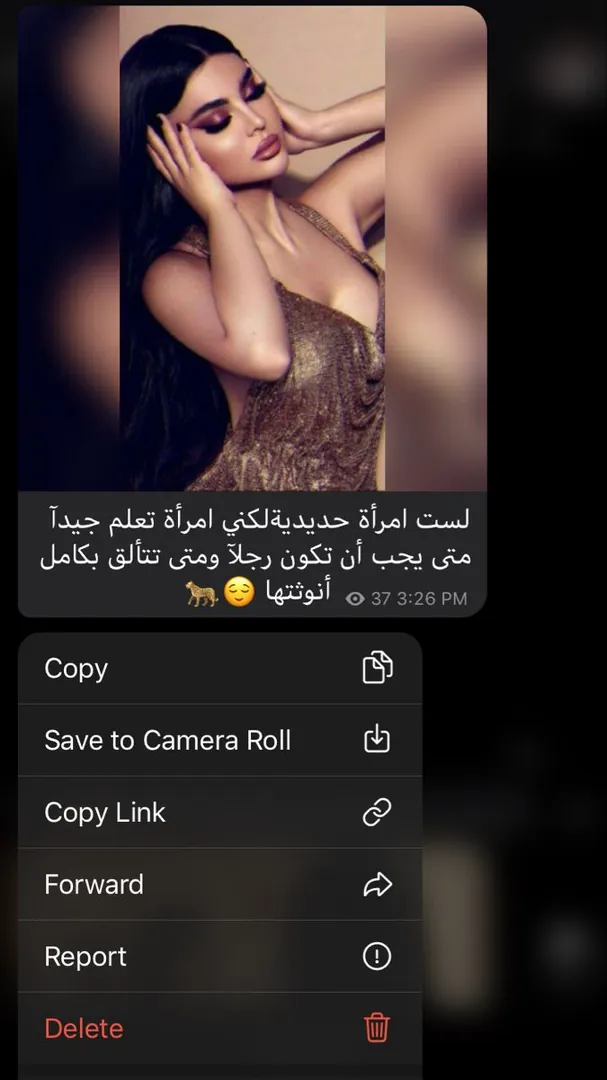 لست امرأة حديديةلكني امرأة تعلم جيدآ
متى يجب أن تكون رجلآ ومتى تتألق بكامل
أنوثتها 😌🐆
37 3:26 PM
Copy
Save to Camera Roll
Copy Link
Forward
Report
Delete